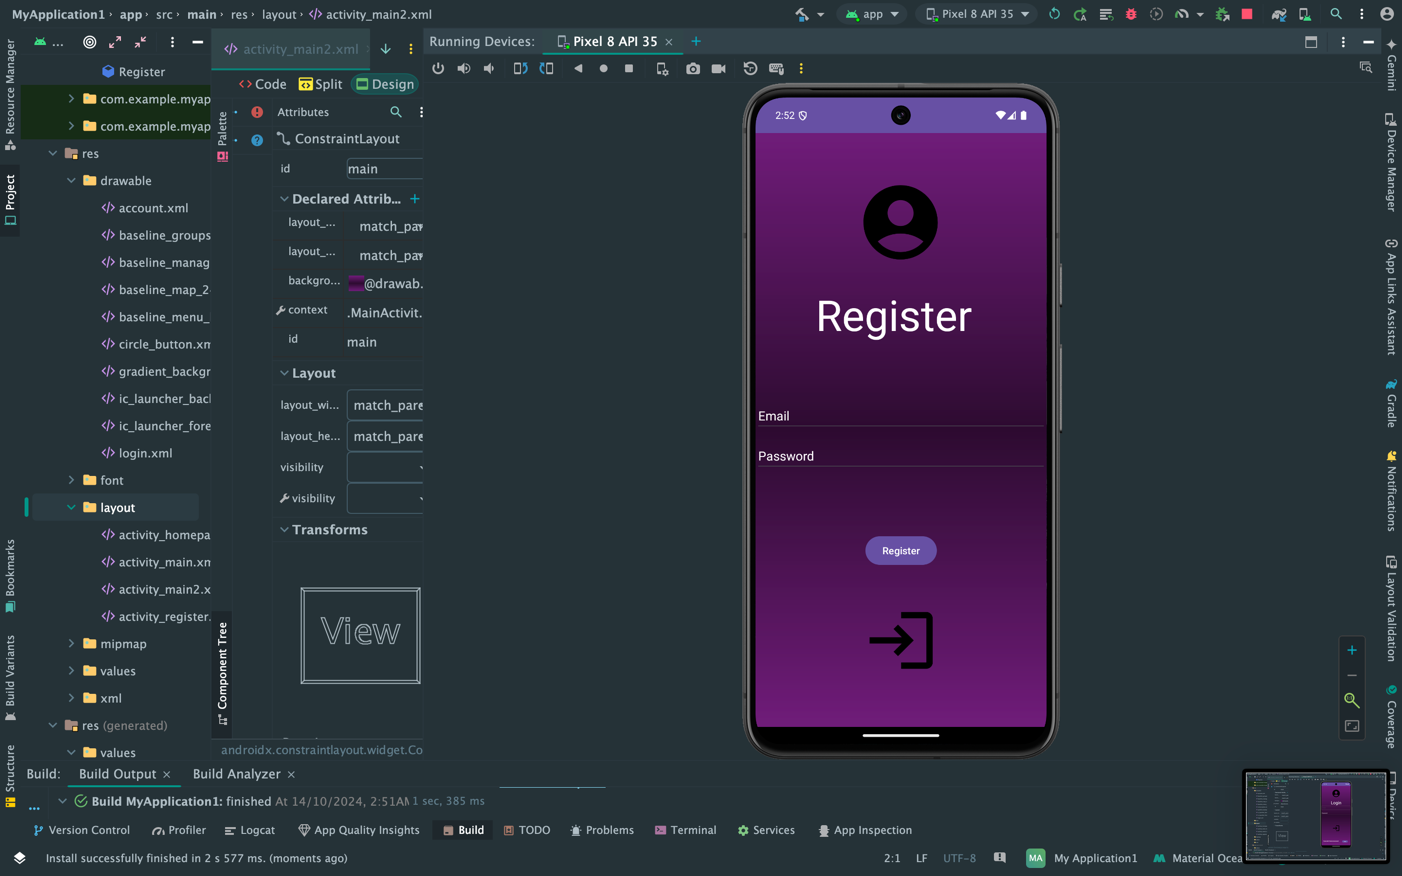 MyApplication1 › app › src › main › res › layout › activity_main2.xml
app
Pixel 8 API 35
...
activity_main2.xml
Running Devices:
Pixel 8 API 35
Code
Split
Design
Resource Manager
Project
Bookmarks
Build Variants
Structure
Register
com.example.myap
com.example.myap
res
drawable
account.xml
baseline_groups
baseline_manag
baseline_map_2
baseline_menu_
circle_button.xm
gradient_backgr
ic_launcher_bac
ic_launcher_fore
login.xml
font
layout
activity_homepa
activity_main.xm
activity_main2.x
activity_register.
mipmap
values
xml
res (generated)
values
Palette
Component Tree
Attributes
ConstraintLayout
id main
Declared Attrib...
layout_... match_par
layout_... match_par
backgro... @drawab.
context .MainActivit.
id main
Layout
layout_wi... match_pare
layout_he... match_pare
visibility
visibility
Transforms
View
androidx.constraintlayout.widget.Co
2:52
Register
Email
Password
Register
Gemini
Device Manager
App Links Assistant
Gradle
Notifications
Layout Validation
Coverage
Build:
Build Output
Build Analyzer
Build MyApplication1: finished At 14/10/2024, 2:51AM 1 sec, 385 ms
...
Version Control
Profiler
Logcat
App Quality Insights
Build
TODO
Problems
Terminal
Services
App Inspection
Install successfully finished in 2 s 577 ms. (moments ago)
2:1
LF
UTF-8
MA
My Application1
Material Ocea
Login